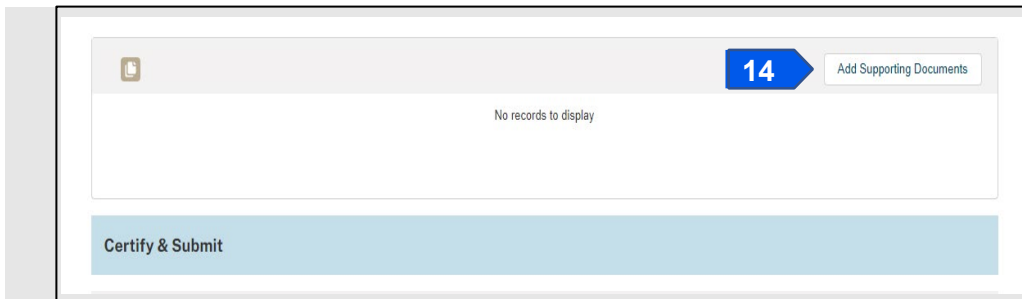 14
Add Supporting Documents
No records to display
Certify & Submit